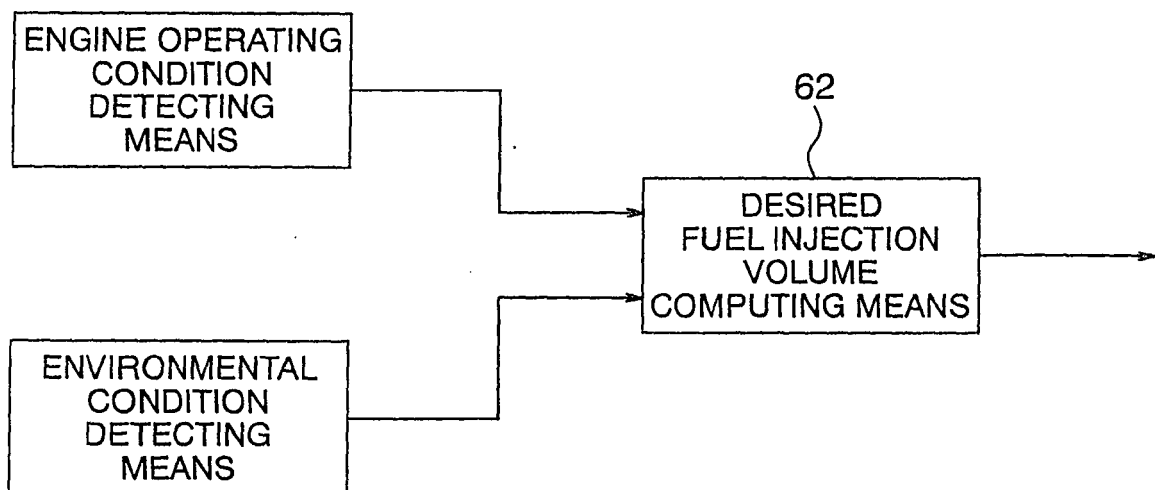 ENGINE OPERATING
CONDITION
DETECTING
MEANS
62
DESIRED
FUEL INJECTION
VOLUME
COMPUTING MEANS
ENVIRONMENTAL
CONDITION
DETECTING
MEANS